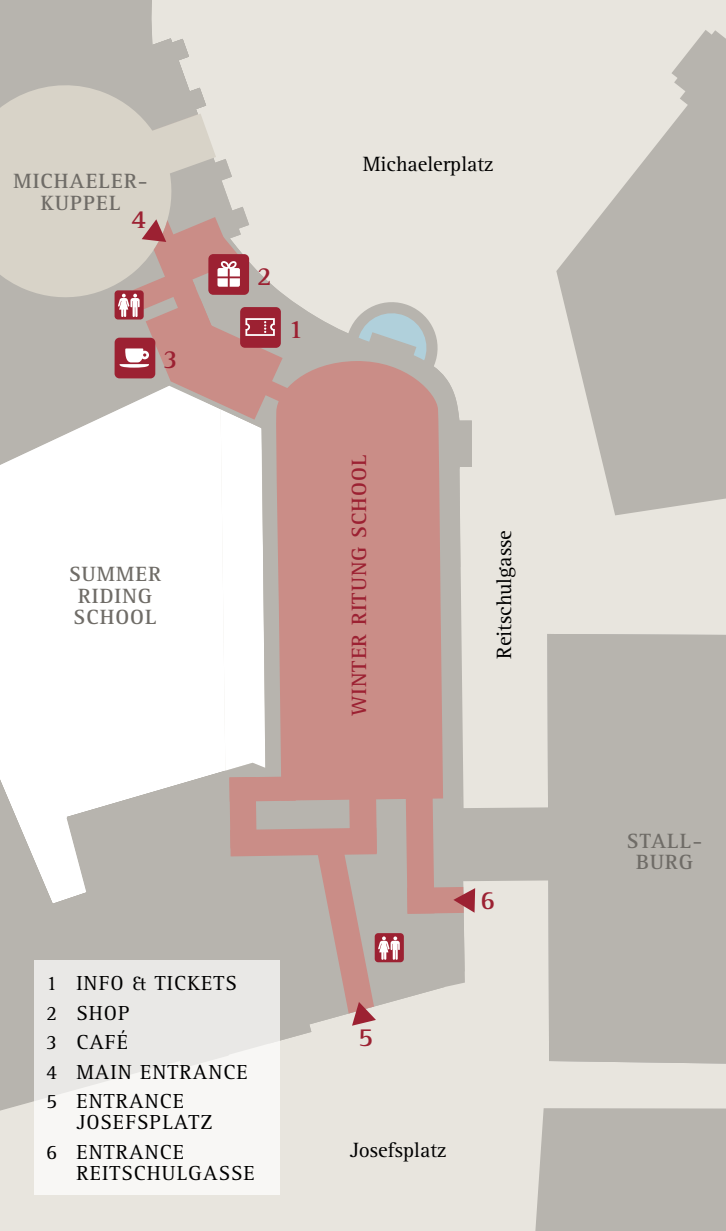 Michaelerplatz
MICHAELER-
KUPPEL
4
2
1
3
WINTER RITUNG SCHOOL
Reitschulgasse
SUMMER
RIDING
SCHOOL
STALL-
BURG
6
5
1 INFO & TICKETS
2 SHOP
3 CAFÉ
4 MAIN ENTRANCE
5 ENTRANCE
JOSEFSPLATZ
6 ENTRANCE
REITSCHULGASSE
Josefsplatz